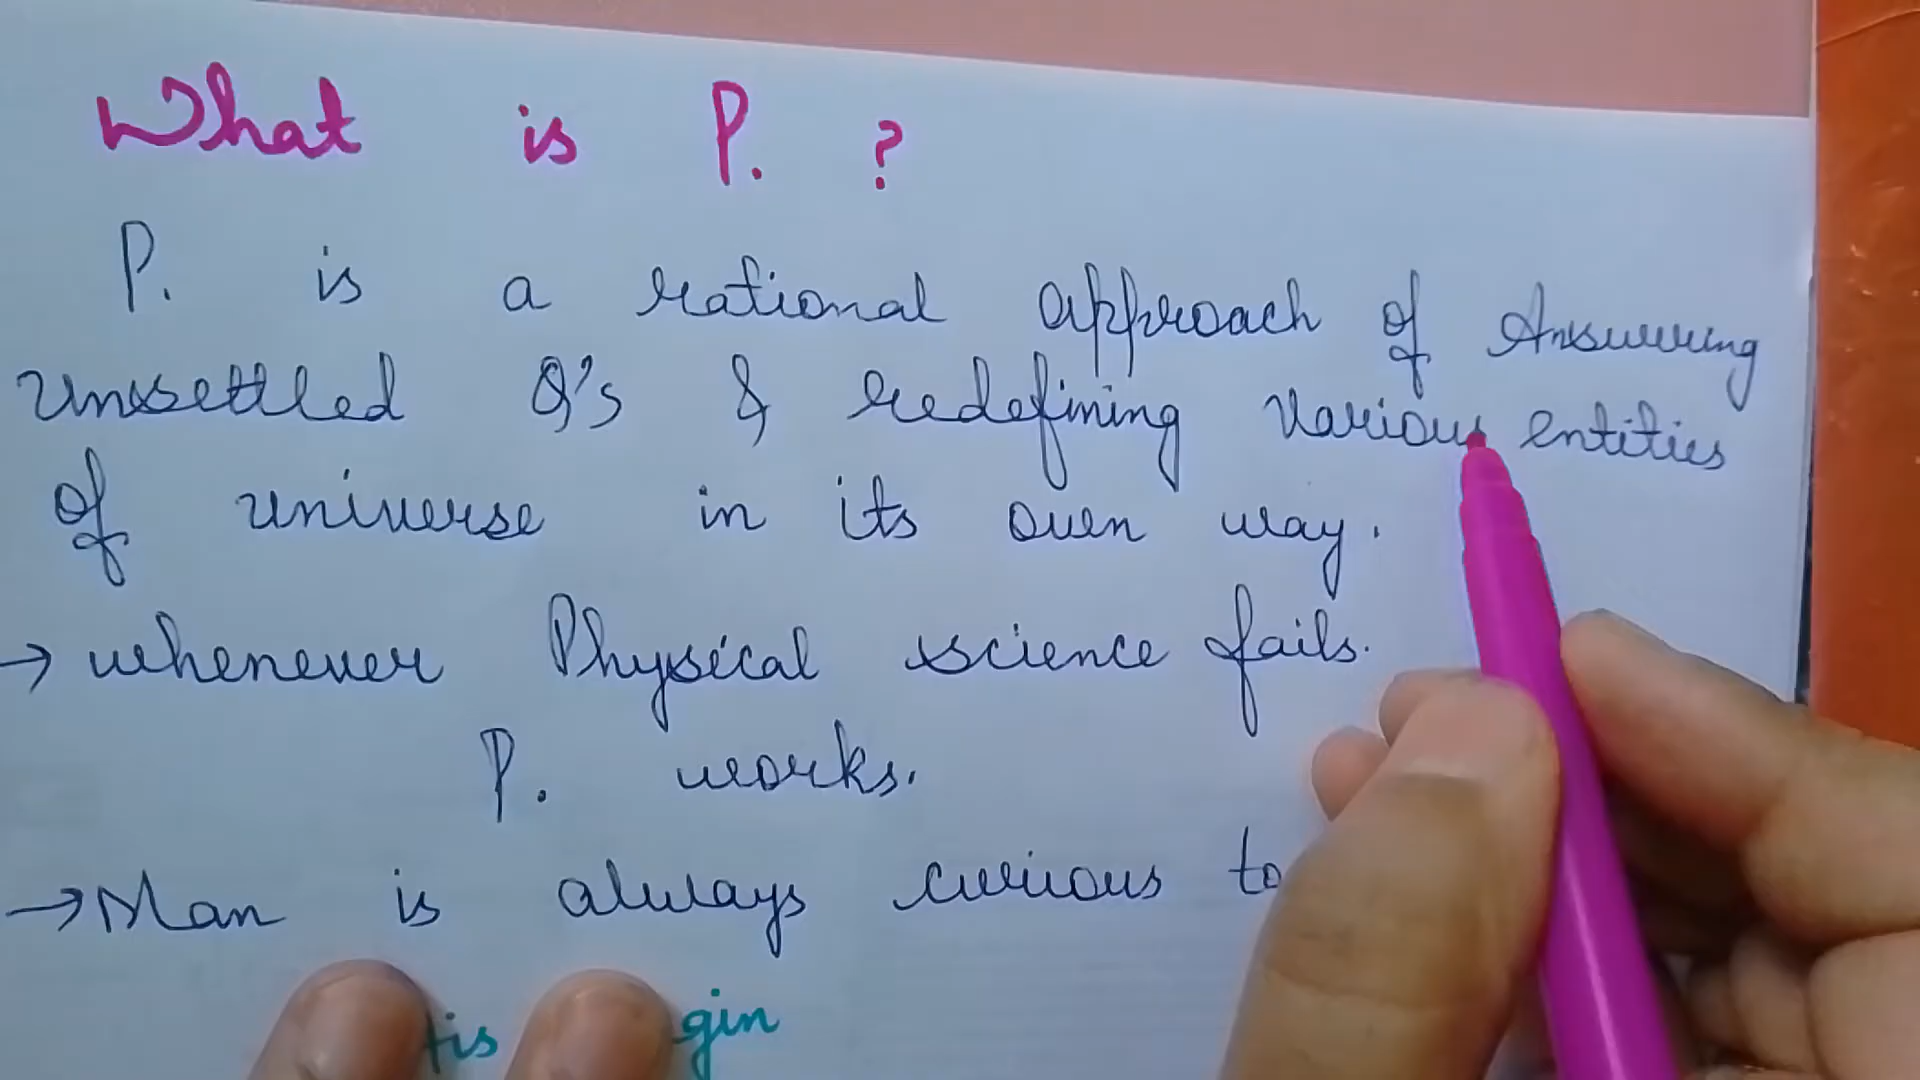 What is P. ?
P. is a rational approach of Answering
unsettled Q's & redefining various entities
of universe in its own way.
→ whenever Physical science fails.
P. works.
→ Man is always curious to